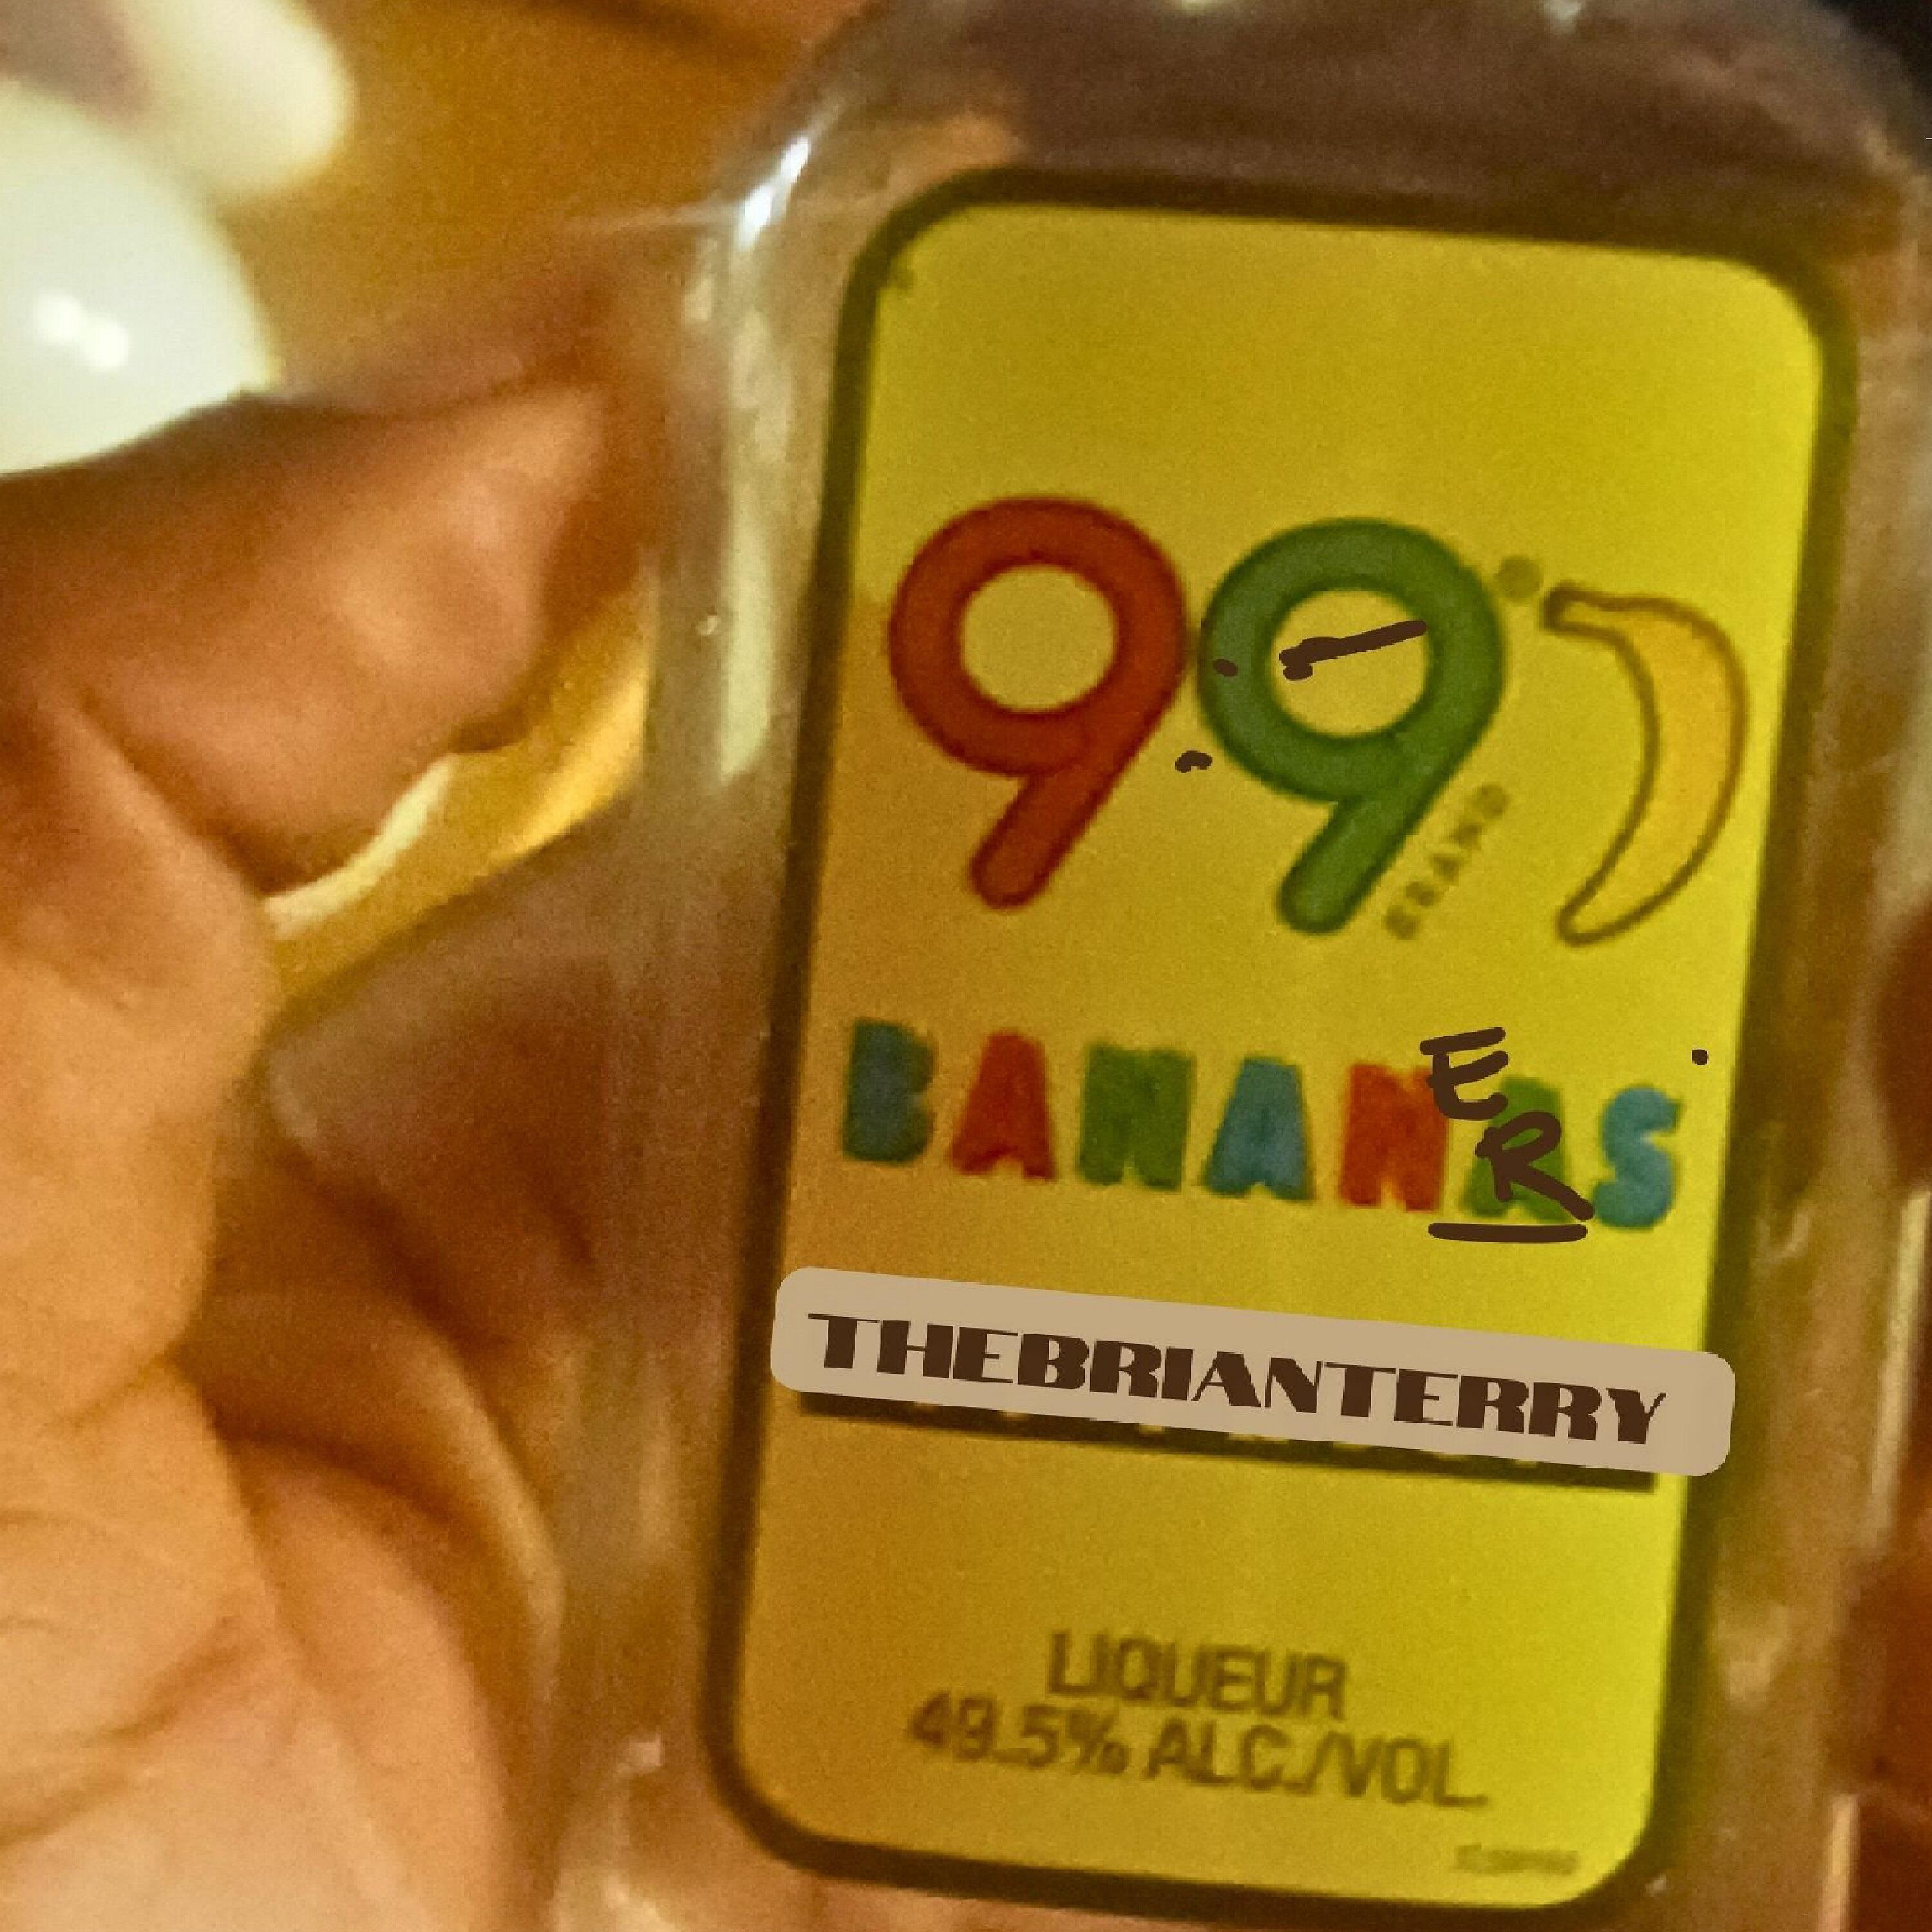 99
BRAND
BANANAS
ER
THEBRIANTERRY
LIQUEUR
49.5% ALC./VOL.